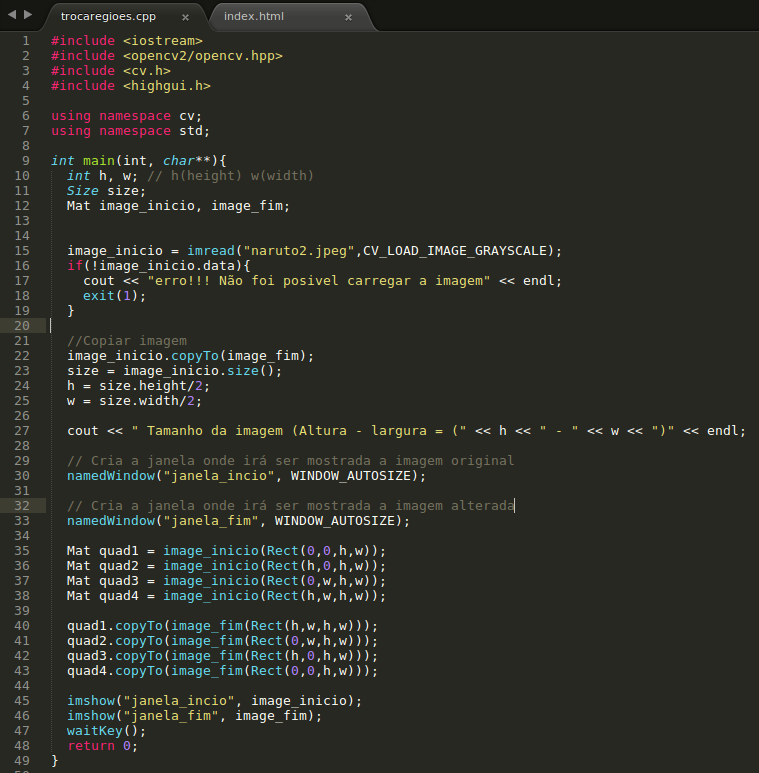 trocaregioes.cpp × index.html ×
1 #include <iostream>
2 #include <opencv2/opencv.hpp>
3 #include <cv.h>
4 #include <highgui.h>
5
6 using namespace cv;
7 using namespace std;
8
9 int main(int, char**){
10 int h, w; // h(height) w(width)
11 Size size;
12 Mat image_inicio, image_fim;
13
14
15 image_inicio = imread("naruto2.jpeg",CV_LOAD_IMAGE_GRAYSCALE);
16 if(!image_inicio.data){
17 cout << "erro!!! Não foi posivel carregar a imagem" << endl;
18 exit(1);
19 }
20
21 //Copiar imagem
22 image_inicio.copyTo(image_fim);
23 size = image_inicio.size();
24 h = size.height/2;
25 w = size.width/2;
26
27 cout << " Tamanho da imagem (Altura - largura = (" << h << " - " << w << ")" << endl;
28
29 // Cria a janela onde irá ser mostrada a imagem original
30 namedWindow("janela_incio", WINDOW_AUTOSIZE);
31
32 // Cria a janela onde irá ser mostrada a imagem alterada
33 namedWindow("janela_fim", WINDOW_AUTOSIZE);
34
35 Mat quad1 = image_inicio(Rect(0,0,h,w));
36 Mat quad2 = image_inicio(Rect(h,0,h,w));
37 Mat quad3 = image_inicio(Rect(0,w,h,w));
38 Mat quad4 = image_inicio(Rect(h,w,h,w));
39
40 quad1.copyTo(image_fim(Rect(h,w,h,w)));
41 quad2.copyTo(image_fim(Rect(0,w,h,w)));
42 quad3.copyTo(image_fim(Rect(h,0,h,w)));
43 quad4.copyTo(image_fim(Rect(0,0,h,w)));
44
45 imshow("janela_incio", image_inicio);
46 imshow("janela_fim", image_fim);
47 waitKey();
48 return 0;
49 }